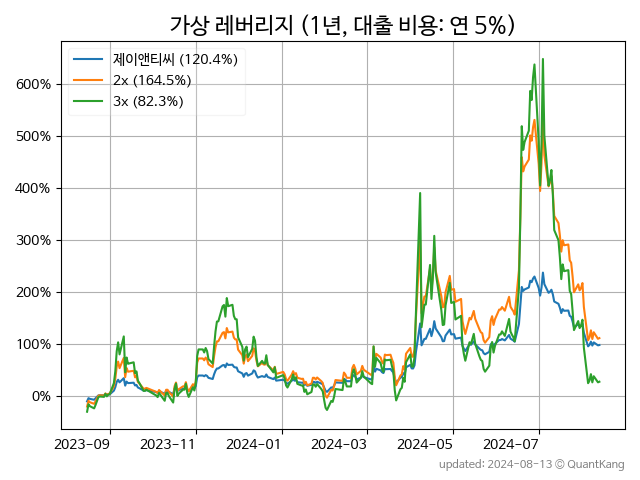 가상 레버리지 (1년, 대출 비용: 연 5%)
제이앤티씨 (120.4%)
2x (164.5%)
3x (82.3%)
600%
500%
400%
300%
200%
100%
0%
2023-09 2023-11 2024-01 2024-03 2024-05 2024-07
updated: 2024-08-13 ⓒ QuantKang